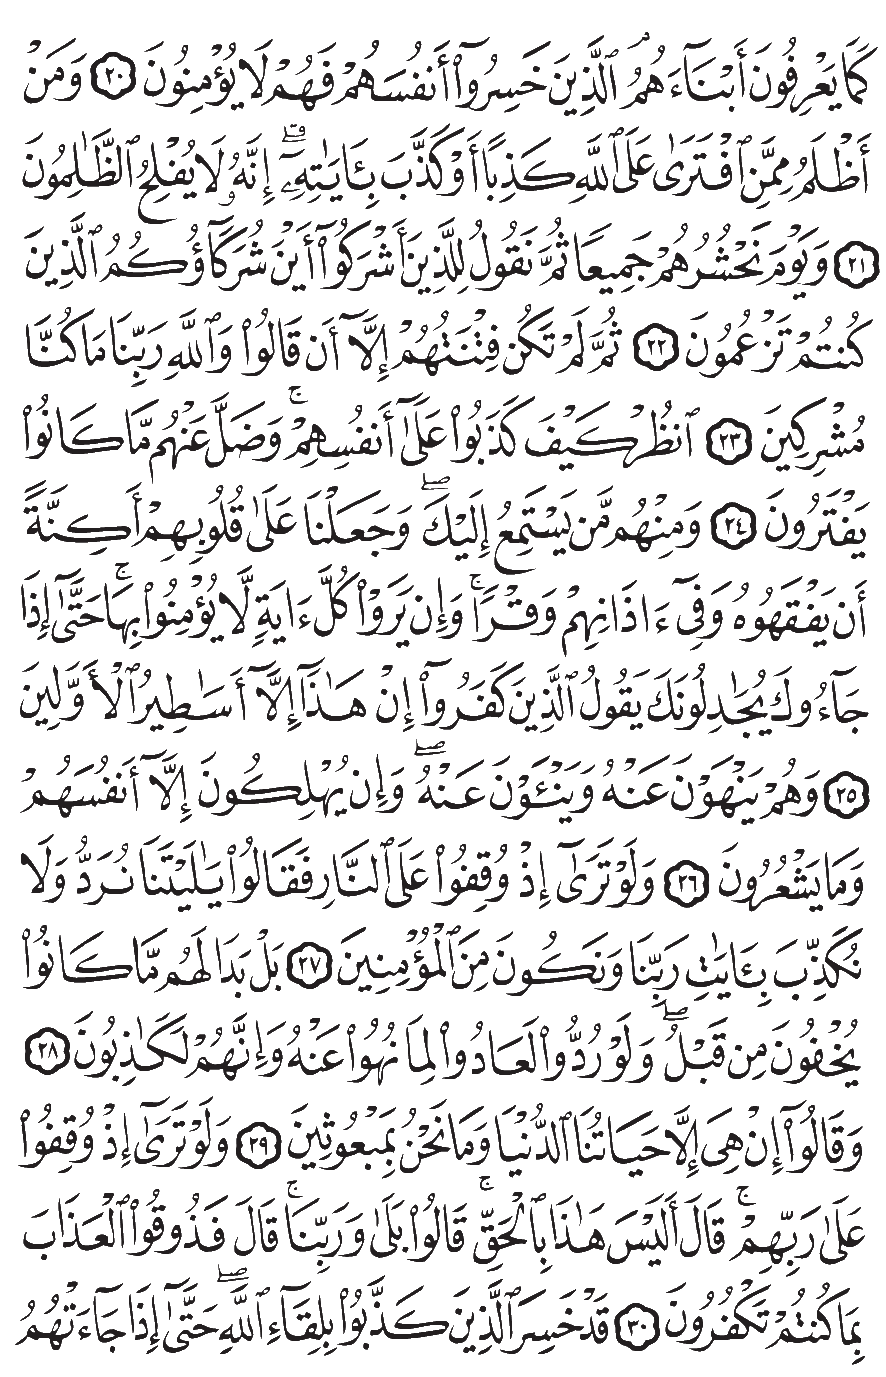 كَمَا يَعْرِفُونَ أَبْنَآءَهُمُ ۘ ٱلَّذِينَ خَسِرُوٓا۟ أَنفُسَهُمْ فَهُمْ لَا يُؤْمِنُونَ ٢٠ وَمَنْ
أَظْلَمُ مِمَّنِ ٱفْتَرَىٰ عَلَى ٱللَّهِ كَذِبًا أَوْ كَذَّبَ بِـَٔايَـٰتِهِۦٓ ۗ إِنَّهُۥ لَا يُفْلِحُ ٱلظَّـٰلِمُونَ
٢١ وَيَوْمَ نَحْشُرُهُمْ جَمِيعًا ثُمَّ نَقُولُ لِلَّذِينَ أَشْرَكُوٓا۟ أَيْنَ شُرَكَآؤُكُمُ ٱلَّذِينَ
كُنتُمْ تَزْعُمُونَ ٢٢ ثُمَّ لَمْ تَكُن فِتْنَتُهُمْ إِلَّآ أَن قَالُوا۟ وَٱللَّهِ رَبِّنَا مَا كُنَّا
مُشْرِكِينَ ٢٣ ٱنظُرْ كَيْفَ كَذَبُوا۟ عَلَىٰٓ أَنفُسِهِمْ ۚ وَضَلَّ عَنْهُم مَّا كَانُوا۟
يَفْتَرُونَ ٢٤ وَمِنْهُم مَّن يَسْتَمِعُ إِلَيْكَ ۖ وَجَعَلْنَا عَلَىٰ قُلُوبِهِمْ أَكِنَّةً
أَن يَفْقَهُوهُ وَفِىٓ ءَاذَانِهِمْ وَقْرًا ۚ وَإِن يَرَوْا۟ كُلَّ ءَايَةٍ لَّا يُؤْمِنُوا۟ بِهَا ۚ حَتَّىٰٓ إِذَا
جَآءُوكَ يُجَـٰدِلُونَكَ يَقُولُ ٱلَّذِينَ كَفَرُوٓا۟ إِنْ هَـٰذَآ إِلَّآ أَسَـٰطِيرُ ٱلْأَوَّلِينَ
٢٥ وَهُمْ يَنْهَوْنَ عَنْهُ وَيَنْـَٔوْنَ عَنْهُ ۖ وَإِن يُهْلِكُونَ إِلَّآ أَنفُسَهُمْ
وَمَا يَشْعُرُونَ ٢٦ وَلَوْ تَرَىٰٓ إِذْ وُقِفُوا۟ عَلَى ٱلنَّارِ فَقَالُوا۟ يَـٰلَيْتَنَا نُرَدُّ وَلَا
نُكَذِّبَ بِـَٔايَـٰتِ رَبِّنَا وَنَكُونَ مِنَ ٱلْمُؤْمِنِينَ ٢٧ بَلْ بَدَا لَهُم مَّا كَانُوا۟
يُخْفُونَ مِن قَبْلُ ۖ وَلَوْ رُدُّوا۟ لَعَادُوا۟ لِمَا نُهُوا۟ عَنْهُ وَإِنَّهُمْ لَكَـٰذِبُونَ ٢٨
وَقَالُوٓا۟ إِنْ هِىَ إِلَّا حَيَاتُنَا ٱلدُّنْيَا وَمَا نَحْنُ بِمَبْعُوثِينَ ٢٩ وَلَوْ تَرَىٰٓ إِذْ وُقِفُوا۟
عَلَىٰ رَبِّهِمْ ۚ قَالَ أَلَيْسَ هَـٰذَا بِٱلْحَقِّ ۚ قَالُوا۟ بَلَىٰ وَرَبِّنَا ۚ قَالَ فَذُوقُوا۟ ٱلْعَذَابَ
بِمَا كُنتُمْ تَكْفُرُونَ ٣٠ قَدْ خَسِرَ ٱلَّذِينَ كَذَّبُوا۟ بِلِقَآءِ ٱللَّهِ ۖ حَتَّىٰٓ إِذَا جَآءَتْهُمُ